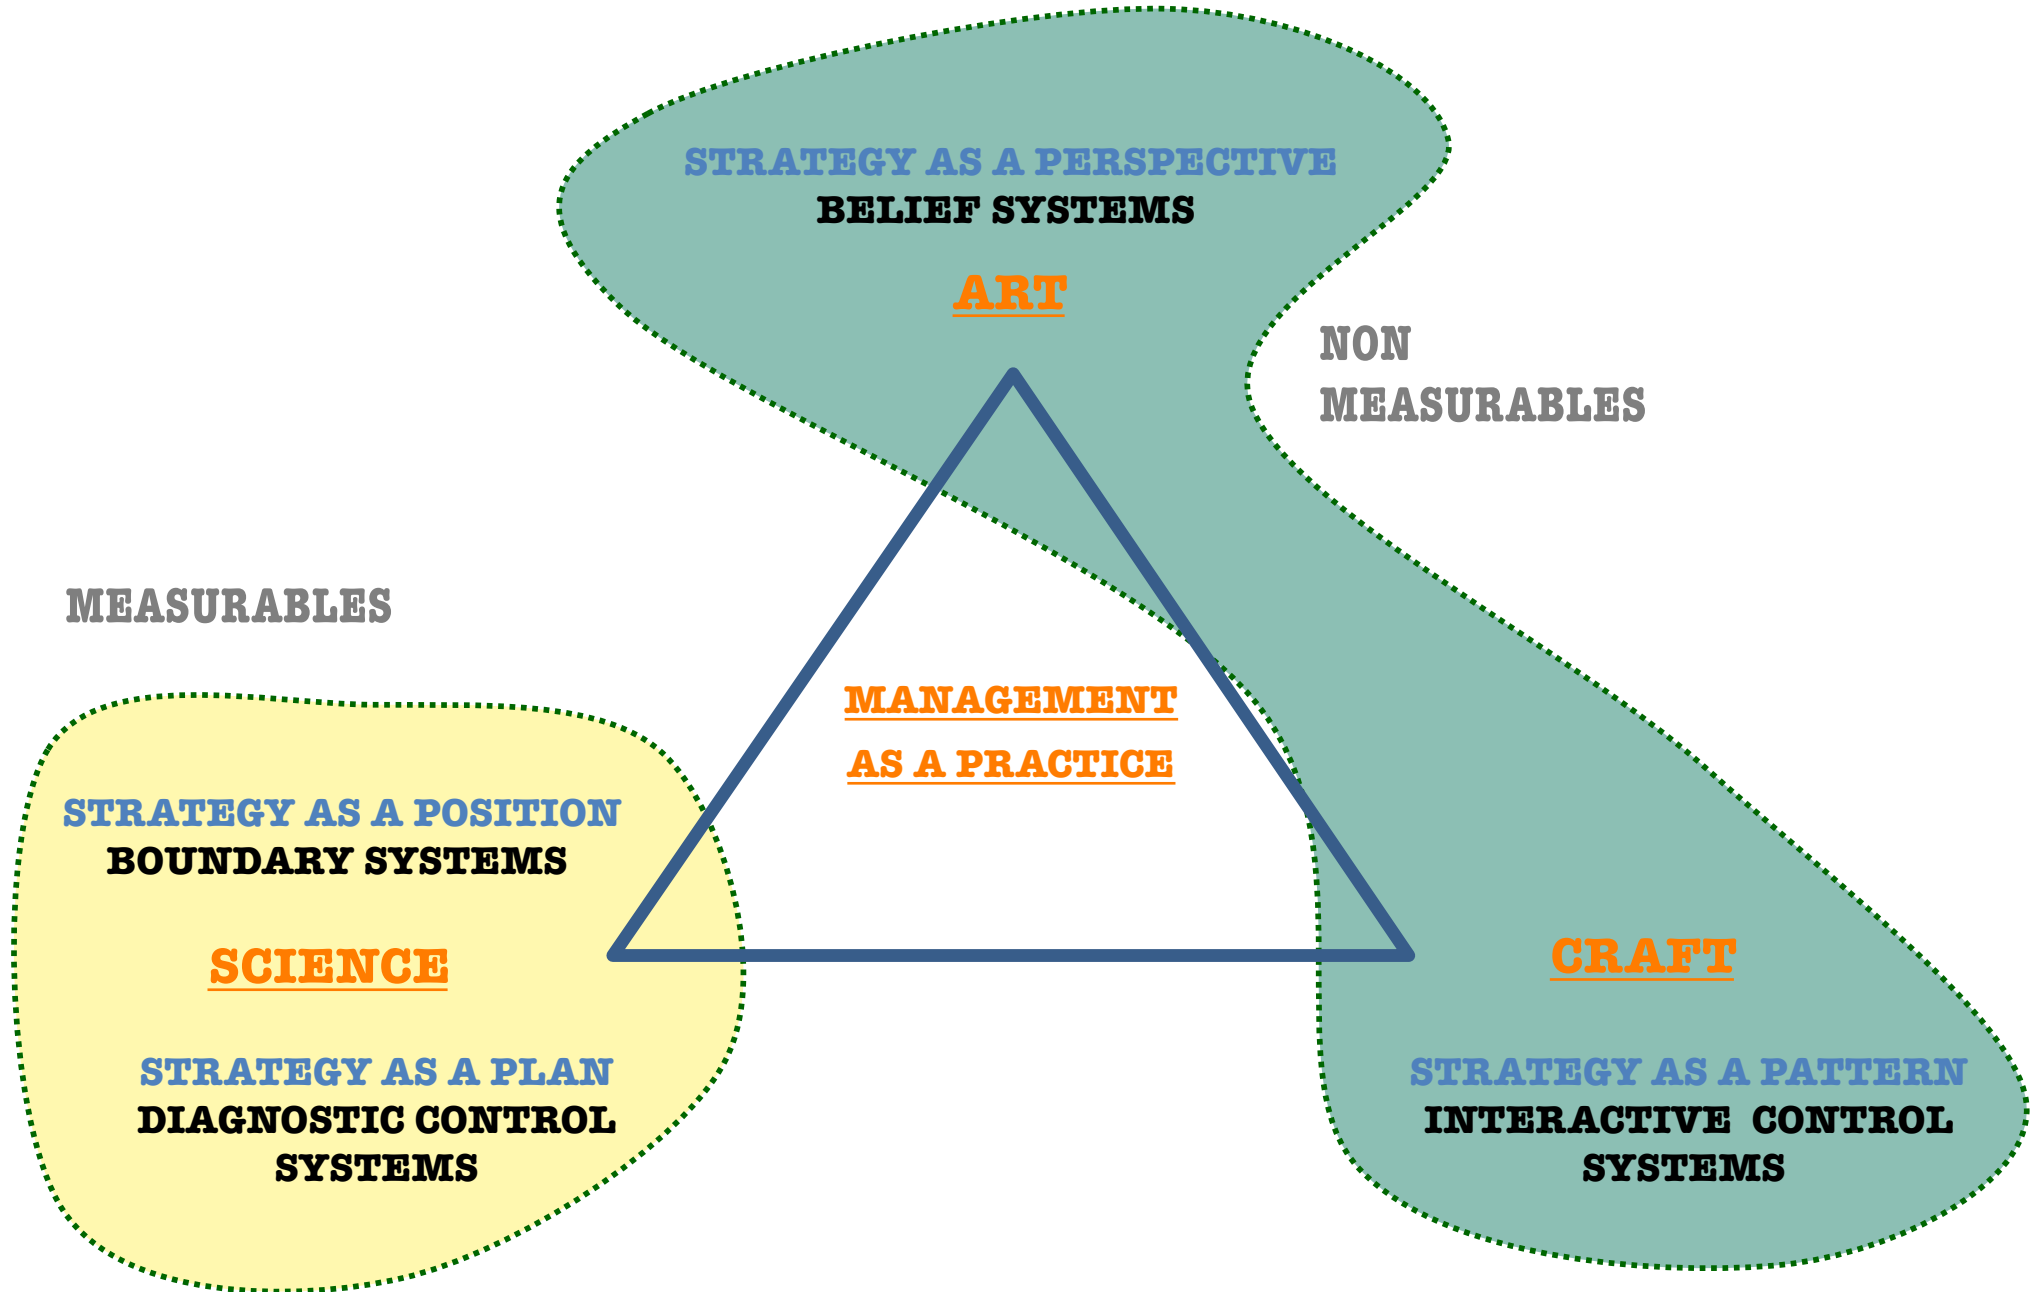 STRATEGY AS A PERSPECTIVE
BELIEF SYSTEMS
ART
NON
MEASURABLES
MEASURABLES
MANAGEMENT
AS A PRACTICE
STRATEGY AS A POSITION
BOUNDARY SYSTEMS
SCIENCE
STRATEGY AS A PLAN
DIAGNOSTIC CONTROL
SYSTEMS
CRAFT
STRATEGY AS A PATTERN
INTERACTIVE CONTROL
SYSTEMS